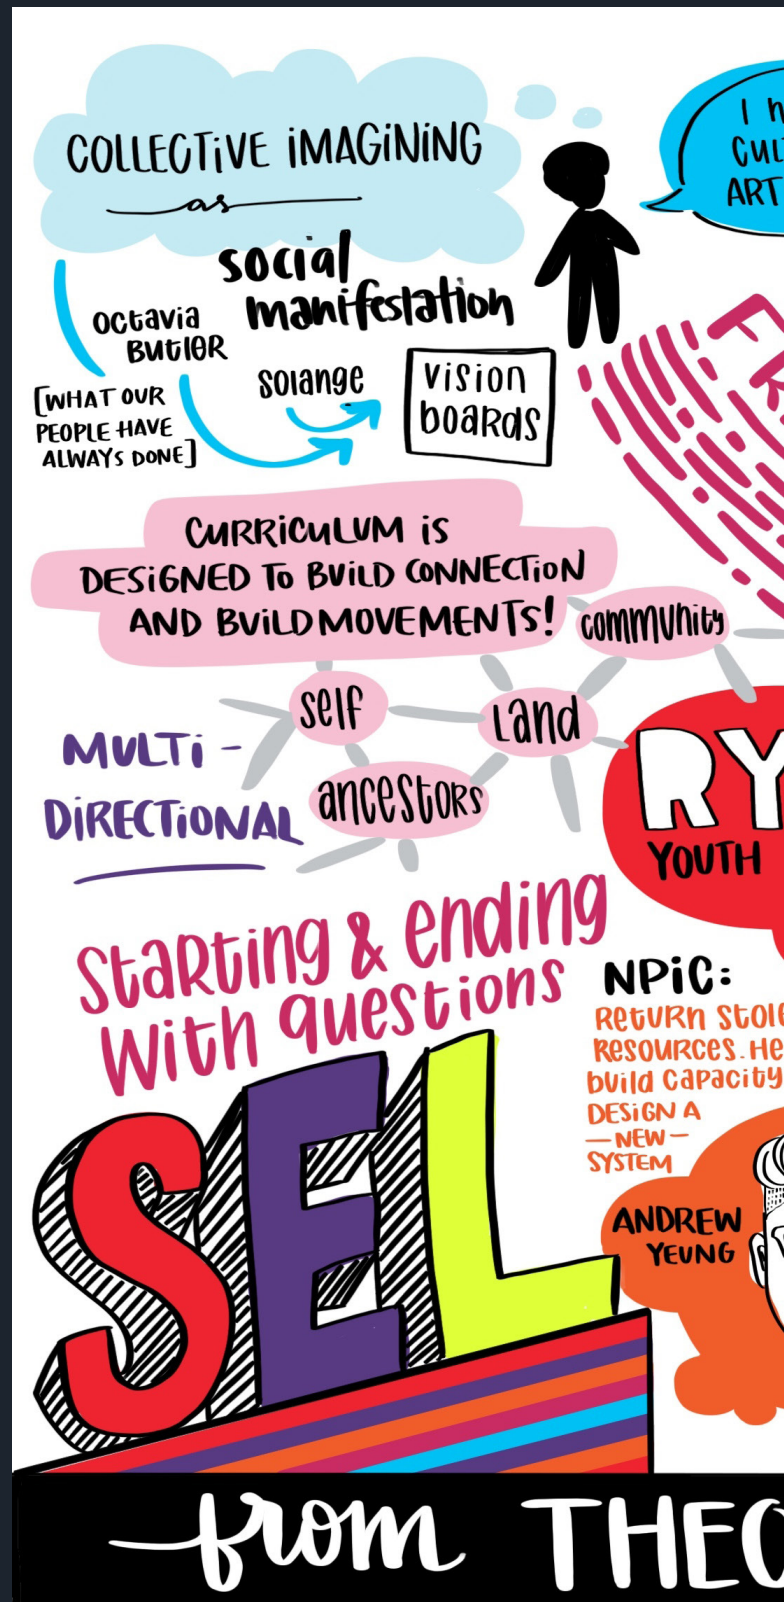 COLLECTIVE IMAGINING
as
social
manifestation
octavia
butler
[WHAT OUR
PEOPLE HAVE
ALWAYS DONE]
solange
vision
boards
I
CURRICULUM is
DESIGNED TO BUILD CONNECTION
AND BUILD MOVEMENTS!
community
self
Land
ancestors
MULTI-
DIRECTIONAL
RY
YOUTH
Starting & ending
with questions
NPiC:
RETURN
RESOURCES.
build capacity
DESIGN A
—NEW—
SYSTEM
ANDREW
YEUNG
SEL
from